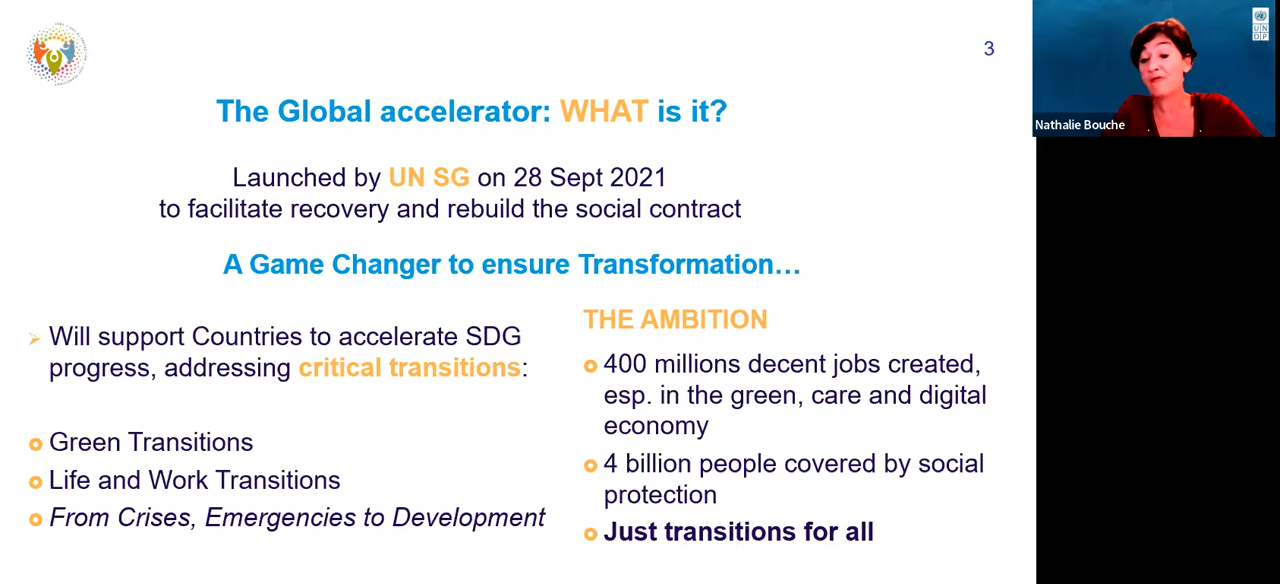 3
The Global accelerator: WHAT is it?
Launched by UN SG on 28 Sept 2021
to facilitate recovery and rebuild the social contract
A Game Changer to ensure Transformation…
Will support Countries to accelerate SDG
progress, addressing critical transitions:
Green Transitions
Life and Work Transitions
From Crises, Emergencies to Development
THE AMBITION
400 millions decent jobs created,
esp. in the green, care and digital
economy
4 billion people covered by social
protection
Just transitions for all
UN
DP
Nathalie Bouche